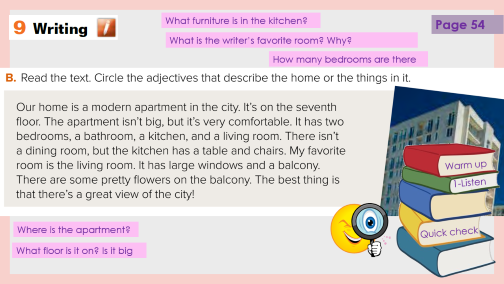 9 Writing
What furniture is in the kitchen?
What is the writer's favorite room? Why?
How many bedrooms are there
Page 54
B. Read the text. Circle the adjectives that describe the home or the things in it.
Our home is a modern apartment in the city. It's on the seventh
floor. The apartment isn't big, but it's very comfortable. It has two
bedrooms, a bathroom, a kitchen, and a living room. There isn't
a dining room, but the kitchen has a table and chairs. My favorite
room is the living room. It has large windows and a balcony.
There are some pretty flowers on the balcony. The best thing is
that there's a great view of the city!
Warm up
1-Listen
Quick check
Where is the apartment?
What floor is it on? Is it big